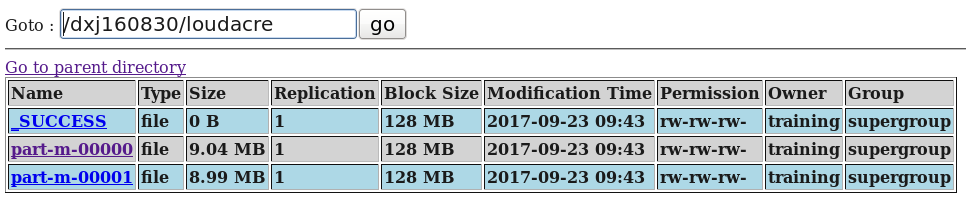 Goto : /dxj160830/loudacre go
Go to parent directory
Name Type Size Replication Block Size Modification Time Permission Owner Group
_SUCCESS file 0 B 1 128 MB 2017-09-23 09:43 rw-rw-rw- training supergroup
part-m-00000 file 9.04 MB 1 128 MB 2017-09-23 09:43 rw-rw-rw- training supergroup
part-m-00001 file 8.99 MB 1 128 MB 2017-09-23 09:43 rw-rw-rw- training supergroup